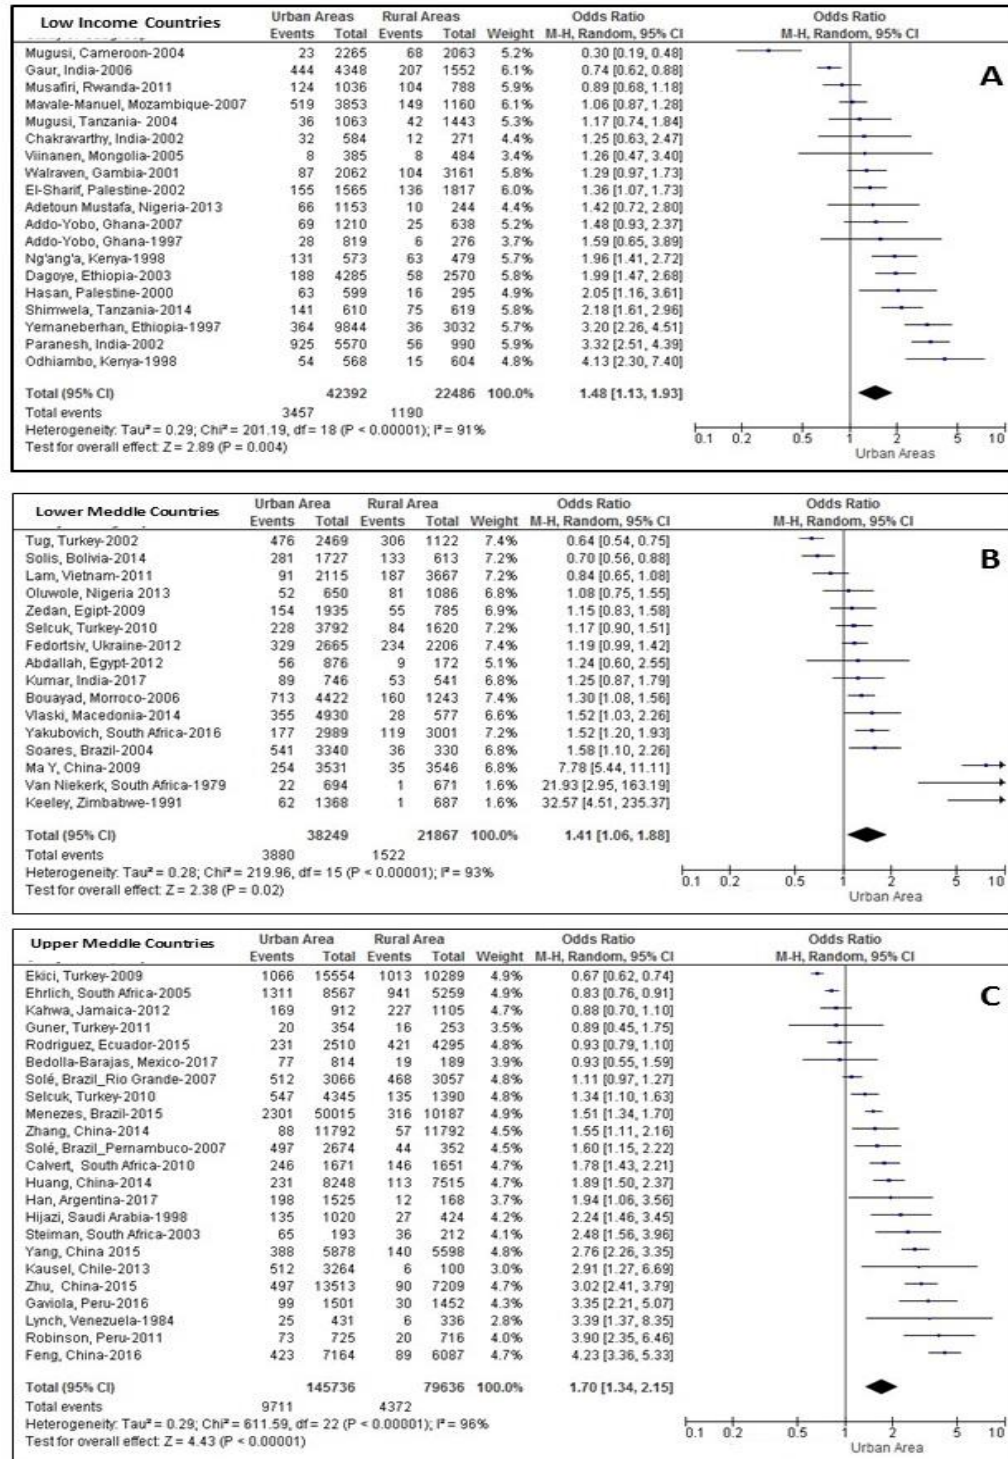 Low Income Countries Urban Areas Rural Areas Odds Ratio Odds Ratio
Events Total Events Total Weight M-H, Random, 95% CI M-H, Random, 95% CI
Mugusi, Cameroon-2004 23 2265 68 2063 5.2% 0.30 [0.19, 0.48]
A
Gaur, India-2006 444 4348 207 1552 6.1% 0.74 [0.62, 0.88]
Musafiri, Rwanda-2011 124 1036 104 788 5.9% 0.89 [0.68, 1.18]
Mavale-Manuel, Mozambique-2007 519 3853 149 1160 6.0% 1.06 [0.87, 1.28]
Mugusi, Tanzania- 2004 36 1063 42 1443 5.3% 1.17 [0.74, 1.84]
Chakravarthy, India-2002 32 584 12 271 4.4% 1.25 [0.63, 2.47]
Viinanen, Mongolia-2005 8 385 8 484 3.4% 1.26 [0.47, 3.40]
Walraven, Gambia-2001 87 2062 104 3161 5.8% 1.29 [0.97, 1.73]
El-Sharif, Palestine-2002 155 1565 136 1817 6.0% 1.36 [1.07, 1.73]
Adetoun Mustafa, Nigeria-2013 66 1153 10 244 4.4% 1.42 [0.72, 2.80]
Addo-Yobo, Ghana-2007 69 1210 25 638 5.2% 1.48 [0.93, 2.37]
Addo-Yobo, Ghana-1997 28 819 6 276 3.7% 1.59 [0.65, 3.89]
Ng'ang'a, Kenya-1998 131 573 63 479 5.7% 1.96 [1.41, 2.72]
Dagoye, Ethiopia-2003 188 4285 58 2570 5.8% 1.99 [1.47, 2.68]
Hasan, Palestine-2000 63 599 16 295 4.9% 2.05 [1.16, 3.61]
Shimwela, Tanzania-2014 141 610 75 619 5.8% 2.18 [1.61, 2.96]
Yemaneberhan, Ethiopia-1997 364 9844 36 3032 5.7% 3.20 [2.26, 4.51]
Paranesh, India-2002 925 5570 56 990 5.8% 3.32 [2.51, 4.39]
Odhiambo, Kenya-1998 54 568 15 604 4.8% 4.13 [2.30, 7.40]
Total (95% CI) 42392 22486 100.0% 1.48 [1.13, 1.93]
Total events 3457 1190
Heterogeneity: Tau² = 0.29; Chi² = 201.19, df = 18 (P < 0.00001); I² = 91%
0.1 0.2 0.5 1 2 5 10
Test for overall effect: Z = 2.89 (P = 0.004)
Urban Areas
Lower Meddle Countries Urban Area Rural Area Odds Ratio Odds Ratio
Events Total Events Total Weight M-H, Random, 95% CI M-H, Random, 95% CI
Tug, Turkey-2002 476 2469 306 1122 7.4% 0.64 [0.54, 0.75]
B
Solis, Bolivia-2014 281 1727 133 613 7.2% 0.70 [0.56, 0.88]
Lam, Vietnam-2011 91 2115 187 3667 7.2% 0.84 [0.65, 1.08]
Oluwole, Nigeria 2013 52 650 81 1086 6.8% 1.08 [0.75, 1.55]
Zedan, Egipt-2009 154 1935 55 785 6.9% 1.15 [0.83, 1.58]
Selcuk, Turkey-2010 228 3792 84 1620 7.2% 1.17 [0.90, 1.51]
Fedortsiv, Ukraine-2012 329 2665 234 2206 7.4% 1.19 [0.99, 1.42]
Abdallah, Egypt-2012 56 876 9 172 5.1% 1.24 [0.60, 2.55]
Kumar, India-2017 89 746 53 541 6.8% 1.25 [0.87, 1.79]
Bouayad, Morroco-2006 713 4422 160 1243 7.4% 1.30 [1.08, 1.56]
Vlaski, Macedonia-2014 355 4930 28 577 6.6% 1.52 [1.03, 2.26]
Yakubovich, South Africa-2016 177 2989 119 3001 7.2% 1.52 [1.20, 1.93]
Soares, Brazil-2004 541 3340 36 330 6.8% 1.58 [1.10, 2.26]
Ma Y, China-2009 254 3531 35 3546 6.8% 7.78 [5.44, 11.11]
Van Niekerk, South Africa-1979 22 694 1 671 1.6% 21.93 [2.95, 163.19]
Keeley, Zimbabwe-1991 62 1368 1 687 1.6% 32.57 [4.51, 235.37]
Total (95% CI) 38249 21867 100.0% 1.41 [1.06, 1.88]
Total events 3880 1522
Heterogeneity: Tau² = 0.28; Chi² = 219.96, df = 15 (P < 0.00001); I² = 93%
0.1 0.2 0.5 1 2 5 10
Test for overall effect: Z = 2.38 (P = 0.02)
Urban Area
Upper Meddle Countries Urban Area Rural Area Odds Ratio Odds Ratio
Events Total Events Total Weight M-H, Random, 95% CI M-H, Random, 95% CI
Ekici, Turkey-2009 1066 15554 1013 10289 4.9% 0.67 [0.62, 0.74]
C
Ehrlich, South Africa-2005 1311 8567 941 5259 4.9% 0.83 [0.76, 0.91]
Kahwa, Jamaica-2012 169 912 227 1105 4.7% 0.88 [0.70, 1.10]
Guner, Turkey-2011 20 354 16 253 3.5% 0.89 [0.45, 1.75]
Rodriguez, Ecuador-2015 231 2510 421 4295 4.8% 0.93 [0.79, 1.10]
Bedolla-Barajas, Mexico-2017 77 814 19 189 3.9% 0.93 [0.55, 1.59]
Solé, Brazil_Rio Grande-2007 512 3066 468 3057 4.8% 1.11 [0.97, 1.27]
Selcuk, Turkey-2010 547 4345 135 1390 4.8% 1.34 [1.10, 1.63]
Menezes, Brazil-2015 2301 50015 316 10187 4.9% 1.51 [1.34, 1.70]
Zhang, China-2014 88 11792 57 11792 4.5% 1.55 [1.11, 2.16]
Solé, Brazil_Pernambuco-2007 497 2674 44 352 4.5% 1.60 [1.15, 2.22]
Calvert, South Africa-2010 246 1671 146 1651 4.7% 1.78 [1.43, 2.21]
Huang, China-2014 231 8248 113 7515 4.7% 1.89 [1.50, 2.37]
Han, Argentina-2017 198 1525 12 168 3.7% 1.94 [1.06, 3.56]
Hijazi, Saudi Arabia-1998 135 1020 27 424 4.2% 2.24 [1.46, 3.45]
Steiman, South Africa-2003 65 193 36 212 4.1% 2.48 [1.56, 3.96]
Yang, China 2015 388 5878 140 5598 4.8% 2.76 [2.26, 3.35]
Kausel, Chile-2013 512 3264 6 100 3.0% 2.91 [1.27, 6.69]
Zhu, China-2015 497 13513 90 7209 4.7% 3.02 [2.41, 3.79]
Gaviola, Peru-2016 99 1501 30 1452 4.3% 3.35 [2.21, 5.07]
Lynch, Venezuela-1984 25 431 6 336 2.8% 3.39 [1.37, 8.35]
Robinson, Peru-2011 73 725 20 716 4.0% 3.90 [2.35, 6.46]
Feng, China-2016 423 7164 89 6087 4.7% 4.23 [3.36, 5.33]
Total (95% CI) 145736 79636 100.0% 1.70 [1.34, 2.15]
Total events 9711 4372
Heterogeneity: Tau² = 0.29; Chi² = 611.59, df = 22 (P < 0.00001); I² = 96%
0.1 0.2 0.5 1 2 5 10
Test for overall effect: Z = 4.43 (P < 0.00001)
Urban Area